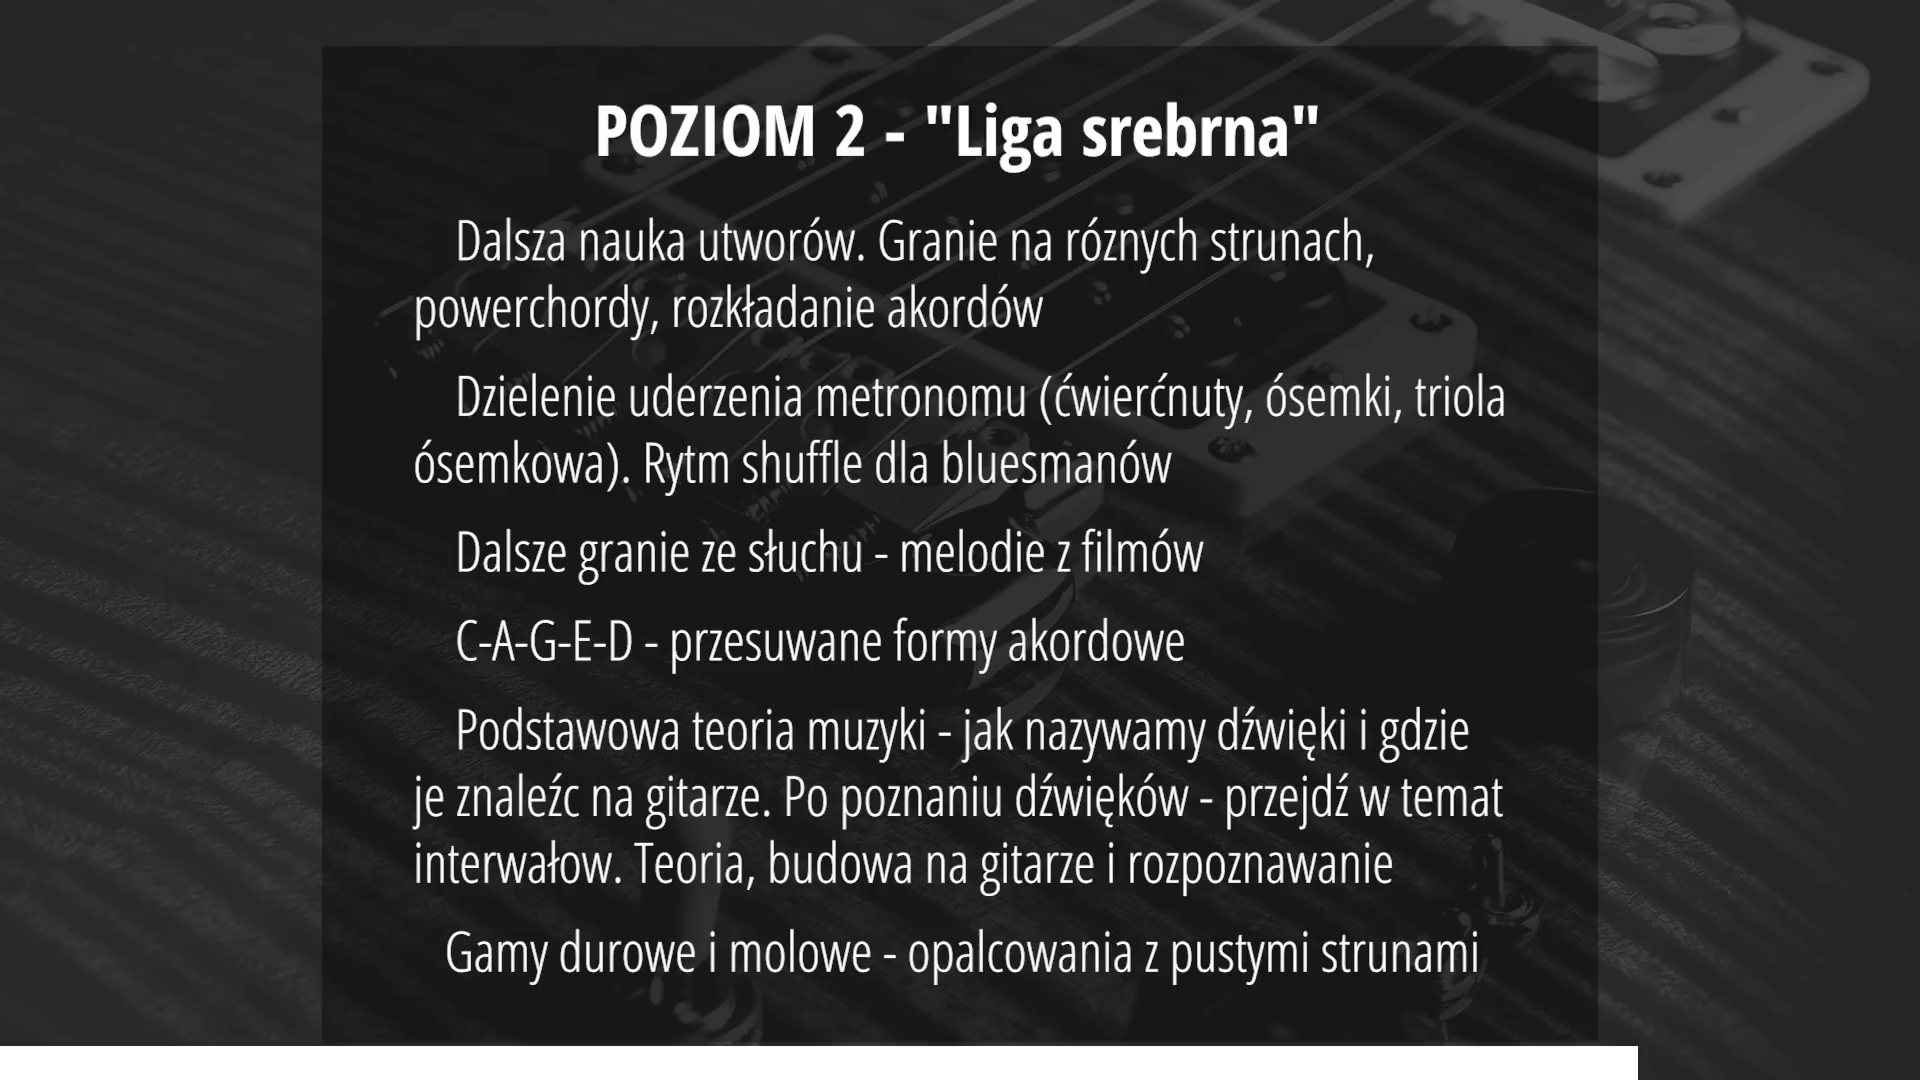 POZIOM 2 - "Liga srebrna"
Dalsza nauka utworów. Granie na róznych strunach,
powerchordy, rozkładanie akordów
Dzielenie uderzenia metronomu (ćwierćnuty, ósemki, triola
ósemkowa). Rytm shuffle dla bluesmanów
Dalsze granie ze słuchu - melodie z filmów
C-A-G-E-D - przesuwane formy akordowe
Podstawowa teoria muzyki - jak nazywamy dźwięki i gdzie
je znaleźc na gitarze. Po poznaniu dźwięków - przejdź w temat
interwałow. Teoria, budowa na gitarze i rozpoznawanie
Gamy durowe i molowe - opalcowania z pustymi strunami